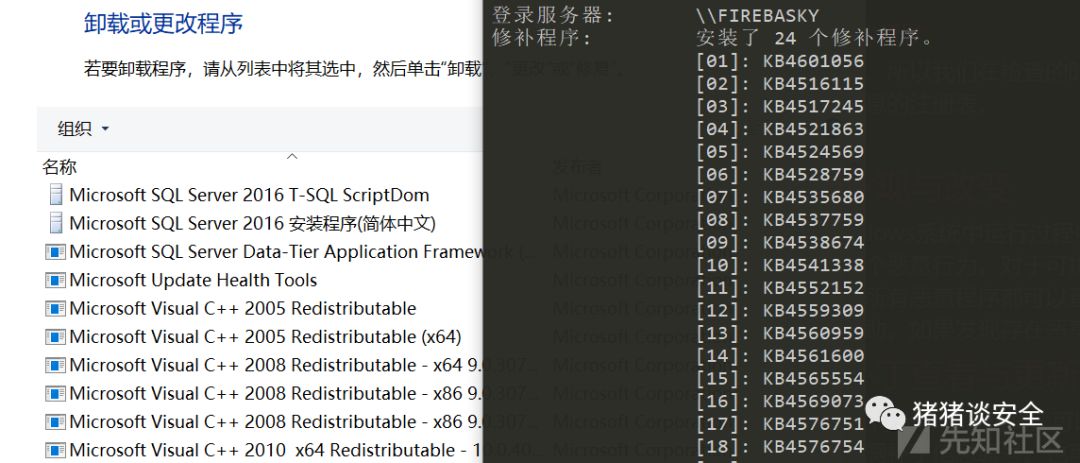 卸载或更改程序
若要卸载程序，请从列表中将其选中，然后单击“卸载”、“更改”或“修复”。
组织
名称
发布者
Microsoft SQL Server 2016 T-SQL ScriptDom
Microsoft SQL Server 2016 安装程序(简体中文)
Microsoft SQL Server Data-Tier Application Framework (...
Microsoft Update Health Tools
Microsoft Visual C++ 2005 Redistributable
Microsoft Visual C++ 2005 Redistributable (x64)
Microsoft Visual C++ 2008 Redistributable - x64 9.0.307...
Microsoft Visual C++ 2008 Redistributable - x86 9.0.307...
Microsoft Visual C++ 2008 Redistributable - x86 9.0.307...
Microsoft Visual C++ 2010 x64 Redistributable - 10.0.40...
登录服务器: \\FIREBASKY
修补程序: 安装了 24 个修补程序。
[01]: KB4601056
[02]: KB4516115
[03]: KB4517245
[04]: KB4521863
[05]: KB4524569
[06]: KB4528759
[07]: KB4535680
[08]: KB4537759
[09]: KB4538674
[10]: KB4541338
[11]: KB4552152
[12]: KB4559309
[13]: KB4560959
[14]: KB4561600
[15]: KB4565554
[16]: KB4569073
[17]: KB4576751
[18]: KB4576754
猪猪谈安全
先知社区